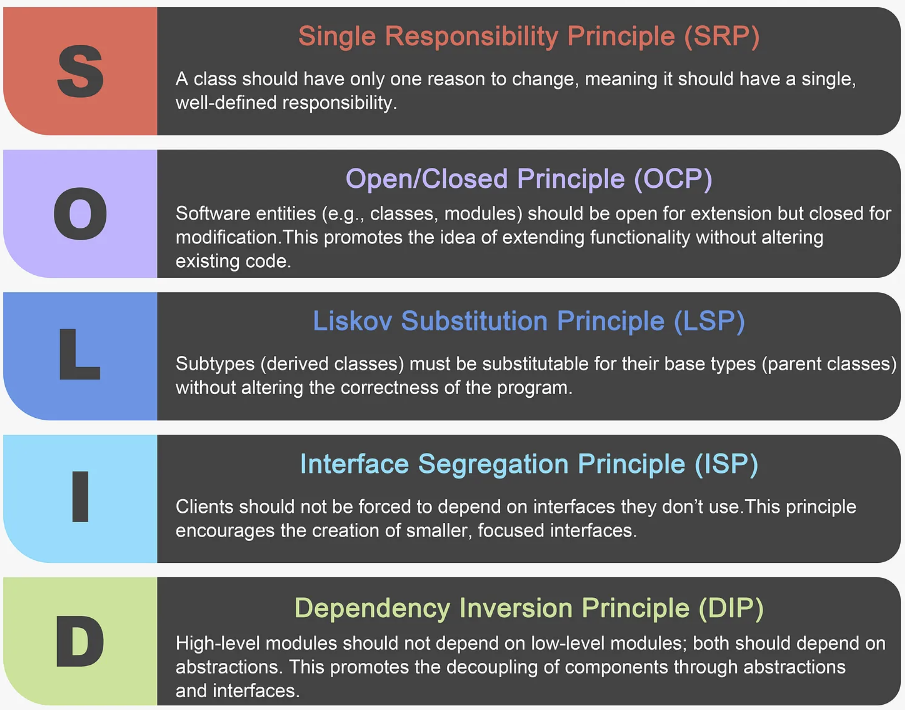 S
Single Responsibility Principle (SRP)
A class should have only one reason to change, meaning it should have a single,
well-defined responsibility.
O
Open/Closed Principle (OCP)
Software entities (e.g., classes, modules) should be open for extension but closed for
modification.This promotes the idea of extending functionality without altering
existing code.
L
Liskov Substitution Principle (LSP)
Subtypes (derived classes) must be substitutable for their base types (parent classes)
without altering the correctness of the program.
I
Interface Segregation Principle (ISP)
Clients should not be forced to depend on interfaces they don’t use.This principle
encourages the creation of smaller, focused interfaces.
D
Dependency Inversion Principle (DIP)
High-level modules should not depend on low-level modules; both should depend on
abstractions. This promotes the decoupling of components through abstractions
and interfaces.